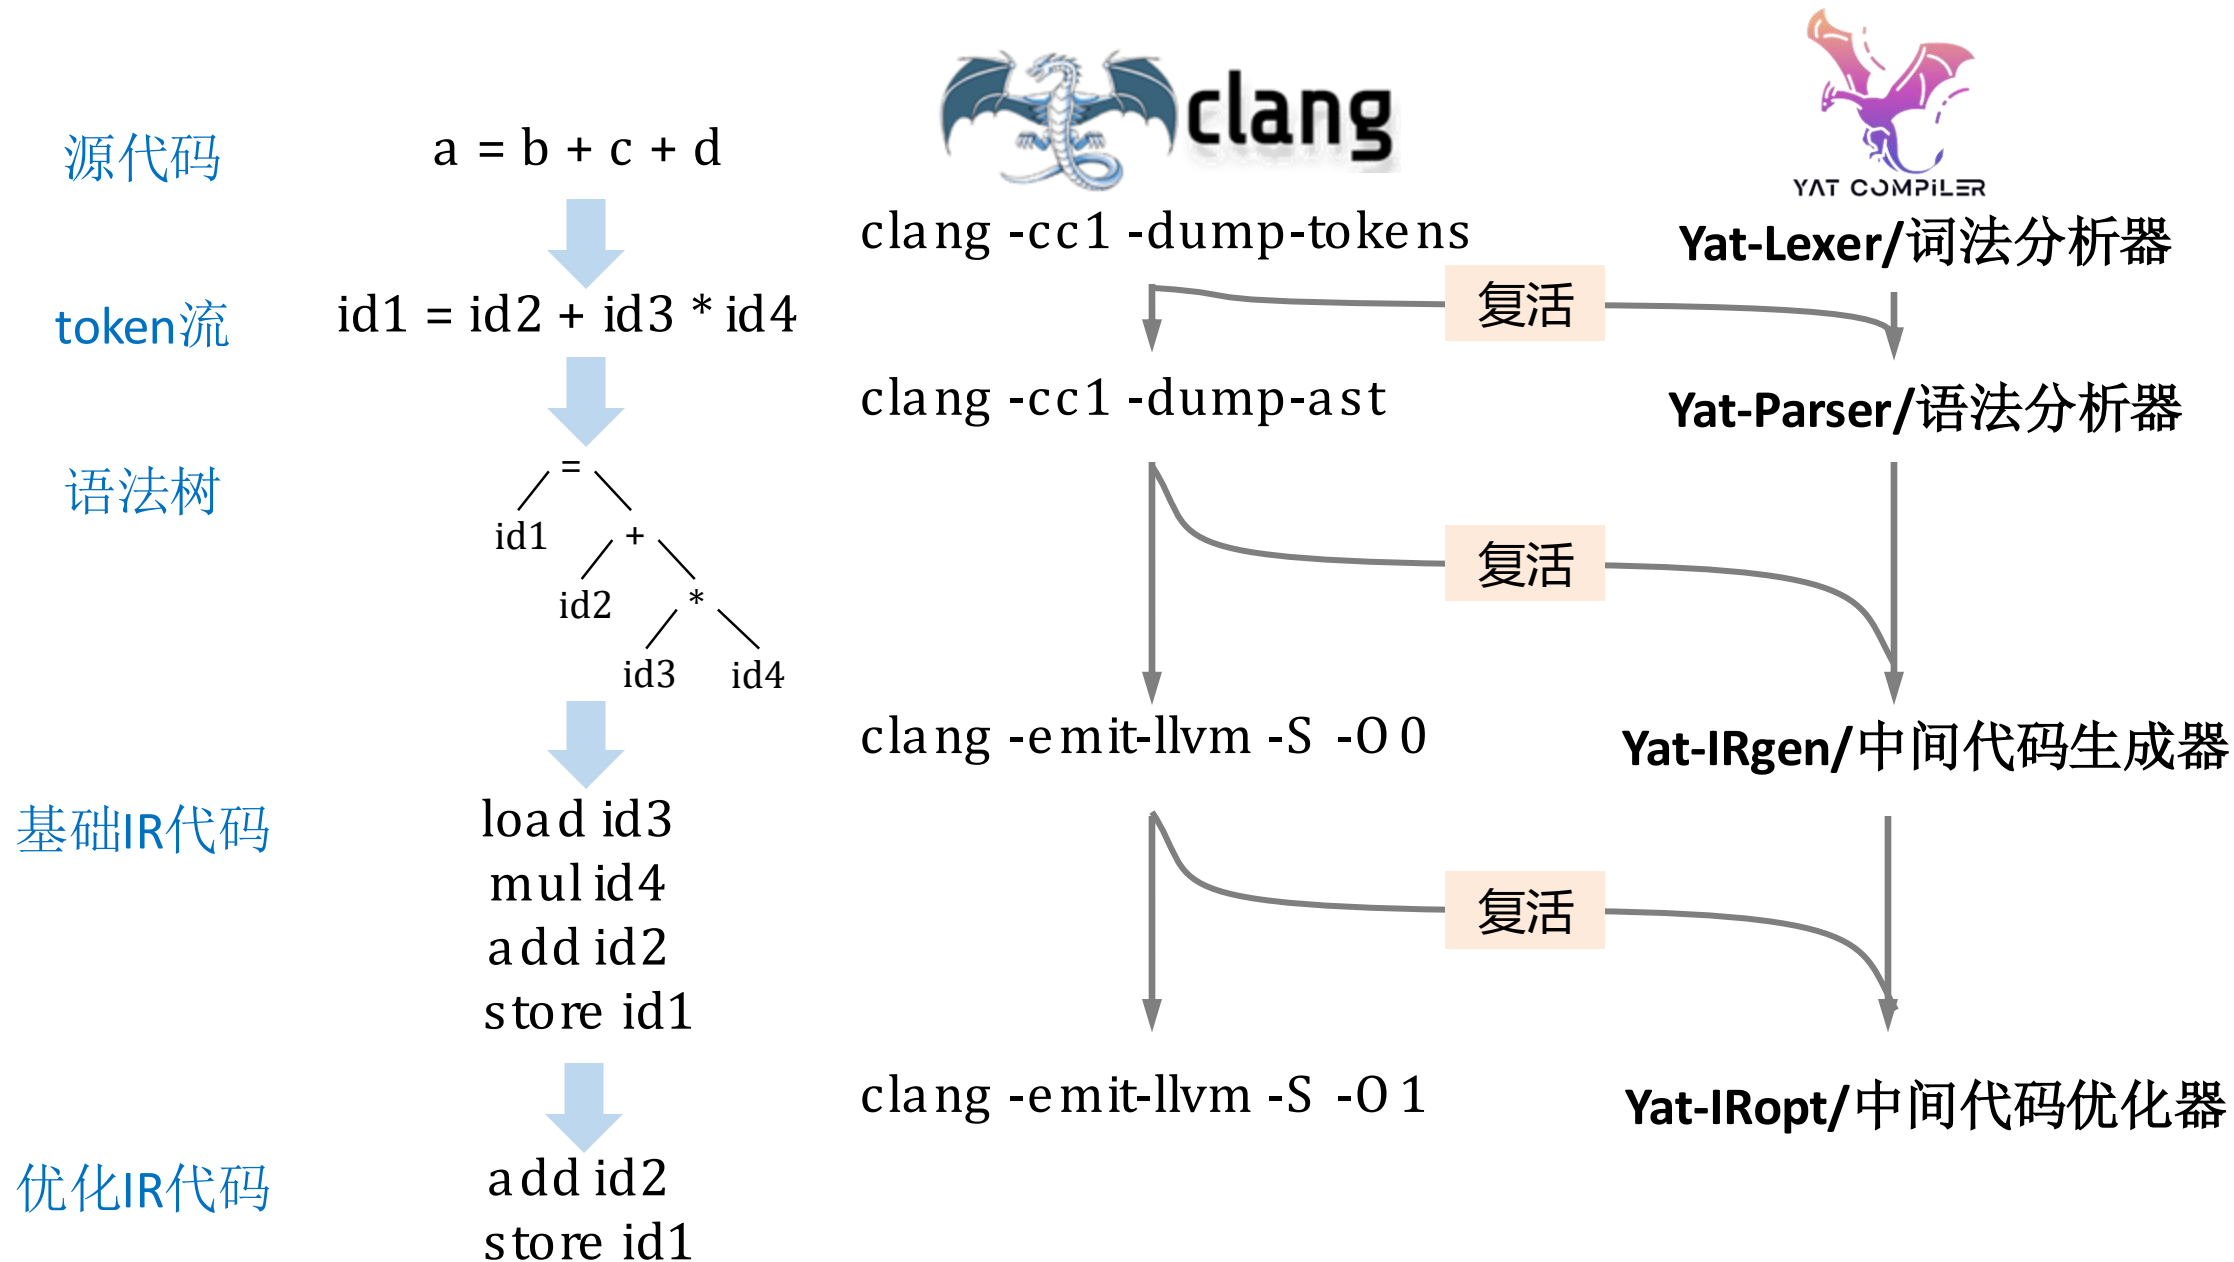 clang
YAT COMPILER
源代码
a = b + c + d
clang -cc1 -dump-tokens
Yat-Lexer/词法分析器
复活
token流
id1 = id2 + id3 * id4
clang -cc1 -dump-ast
Yat-Parser/语法分析器
语法树
=
id1
+
id2
*
id3
id4
复活
clang -emit-llvm -S -O0
Yat-IRgen/中间代码生成器
基础IR代码
load id3
mul id4
add id2
store id1
复活
clang -emit-llvm -S -O1
Yat-IRopt/中间代码优化器
优化IR代码
add id2
store id1